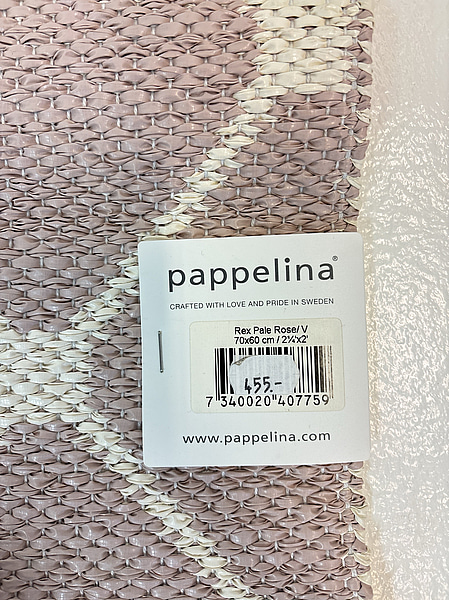 pappelina®
CRAFTED WITH LOVE AND PRIDE IN SWEDEN
Rex Pale Rose/ V
70x60 cm / 2¼'x2'
455.-
7 340020 407759
www.pappelina.com